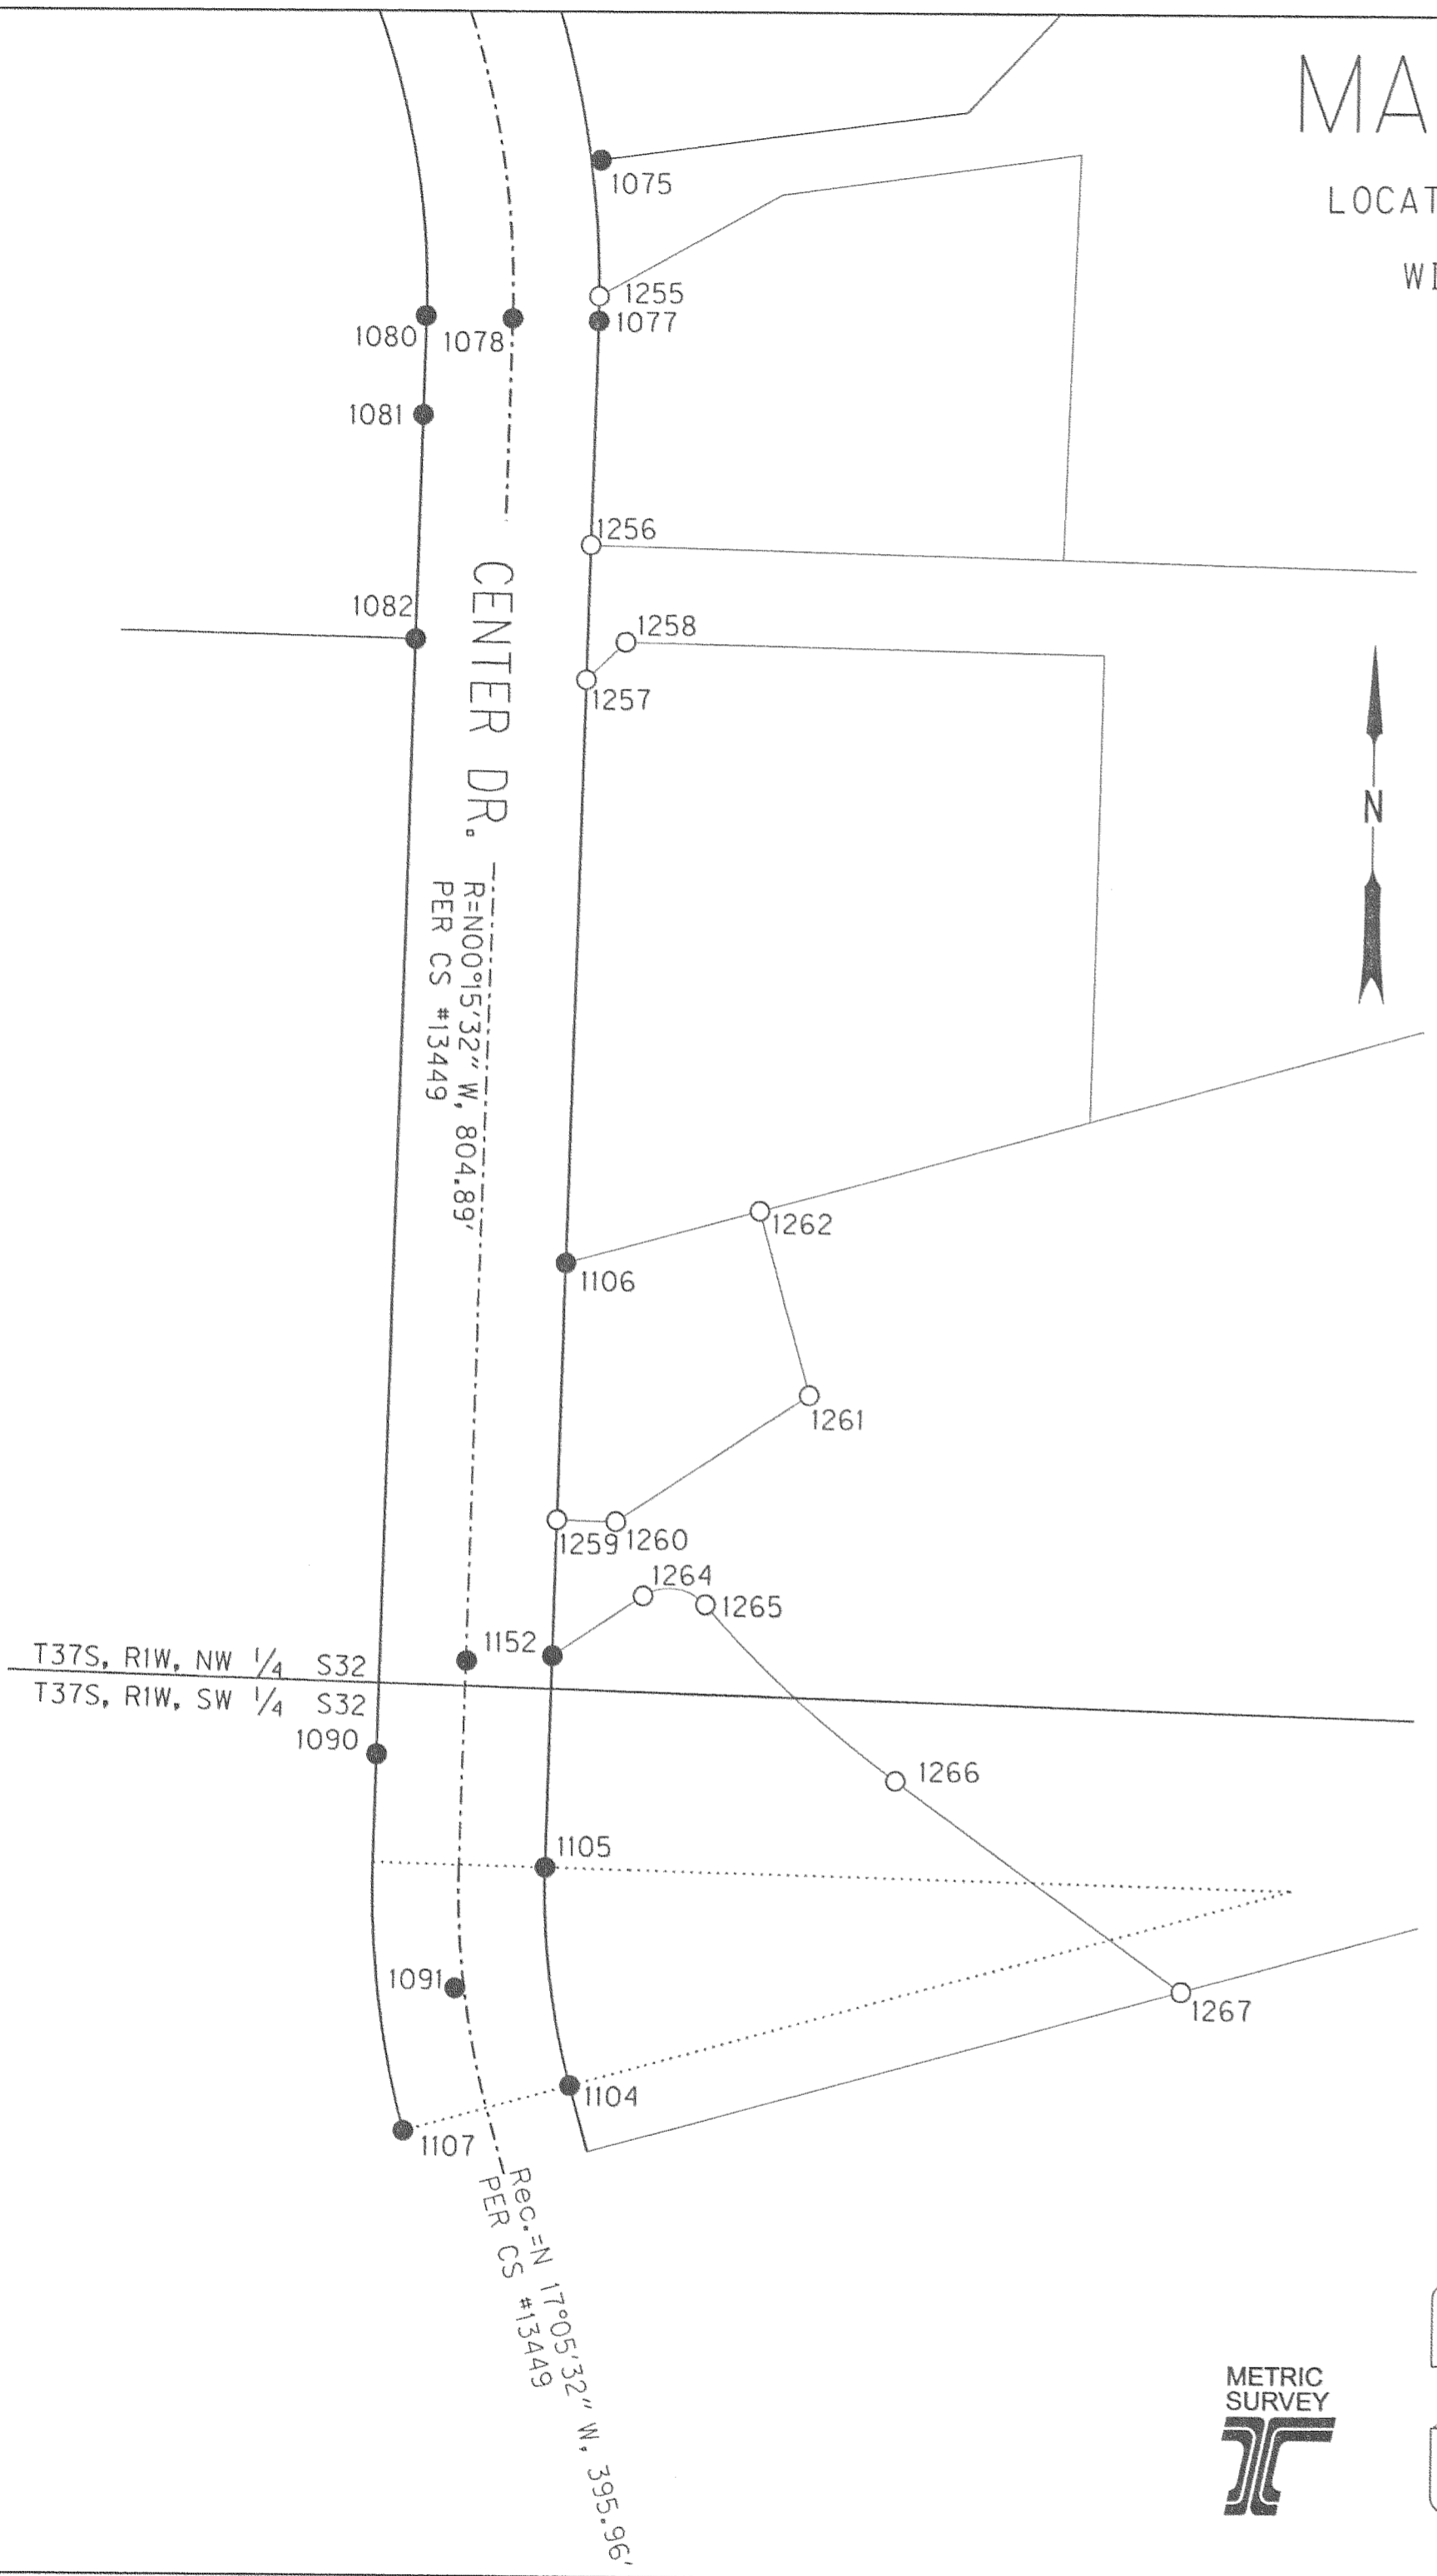 MA
LOCAT
WI
1075
1255
1077
1080
1078
1081
1256
1082
1258
1257
CENTER DR.
N
R=N00°15'32" W, 804.89'
PER CS #13449
1262
1106
1261
1259
1260
1264
1265
1152
T37S, R1W, NW 1/4 S32
T37S, R1W, SW 1/4 S32
1090
1266
1105
1091
1267
1104
1107
Rec.=N 17°05'32" W, 395.96'
PER CS #13449
METRIC
SURVEY